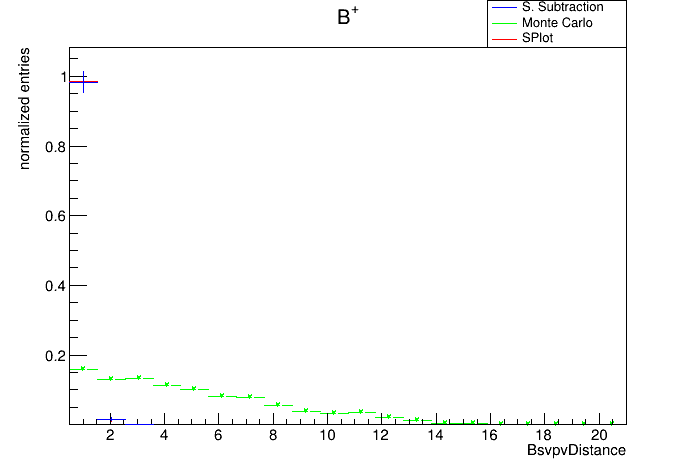 B+
S. Subtraction
Monte Carlo
SPlot
normalized entries
1
0.8
0.6
0.4
0.2
2 4 6 8 10 12 14 16 18 20
BsvpvDistance